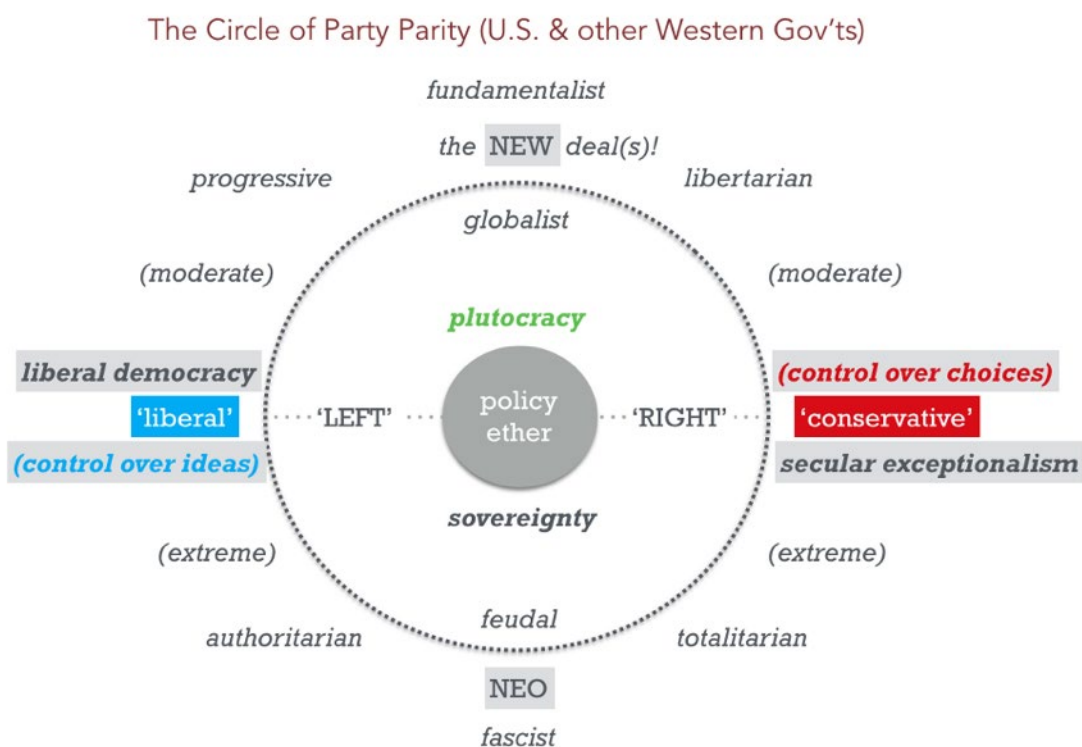 The Circle of Party Parity (U.S. & other Western Gov'ts)
fundamentalist
the NEW deal(s)!
progressive
libertarian
globalist
(moderate)
(moderate)
plutocracy
liberal democracy
(control over choices)
'liberal'
'LEFT'
policy
ether
'RIGHT'
'conservative'
(control over ideas)
secular exceptionalism
sovereignty
(extreme)
(extreme)
feudal
authoritarian
totalitarian
NEO
fascist